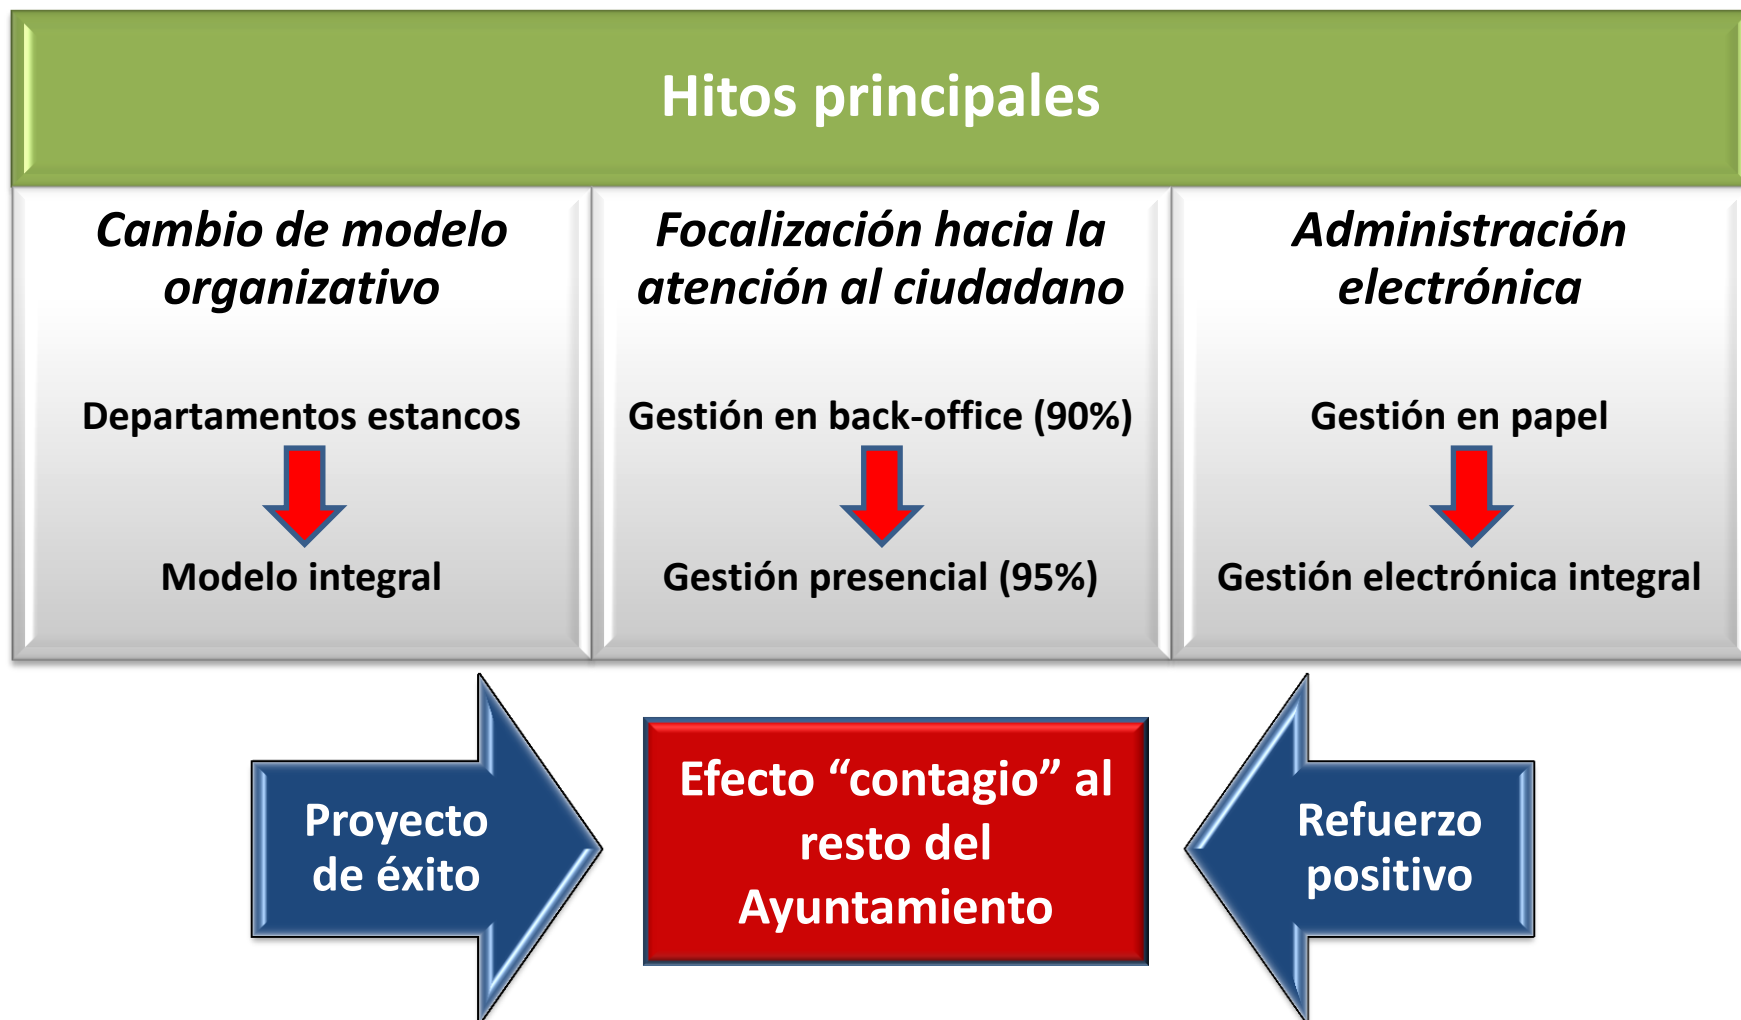 Hitos principales
Cambio de modelo
organizativo
Departamentos estancos
Modelo integral
Focalización hacia la
atención al ciudadano
Gestión en back-office (90%)
Gestión presencial (95%)
Administración
electrónica
Gestión en papel
Gestión electrónica integral
Proyecto
de éxito
Efecto “contagio” al
resto del
Ayuntamiento
Refuerzo
positivo